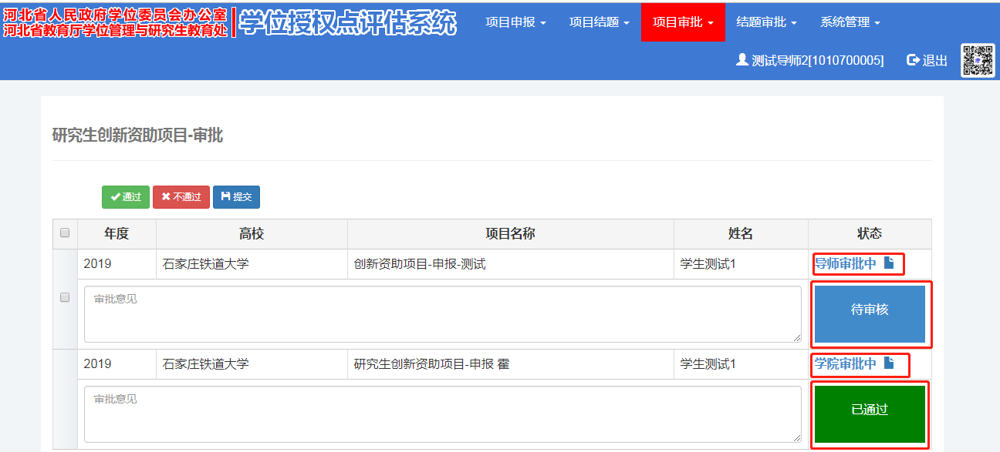 河北省人民政府学位委员会办公室
河北省教育厅学位管理与研究生教育处
学位授权点评估系统
项目申报 项目结题 项目审批 结题审批 系统管理
测试导师2[1010700005] 退出
研究生创新资助项目-审批
通过 不通过 提交
年度 高校 项目名称 姓名 状态
2019 石家庄铁道大学 创新资助项目-申报-测试 学生测试1 导师审批中
审批意见 待审核
2019 石家庄铁道大学 研究生创新资助项目-申报 霍 学生测试1 学院审批中
审批意见 已通过